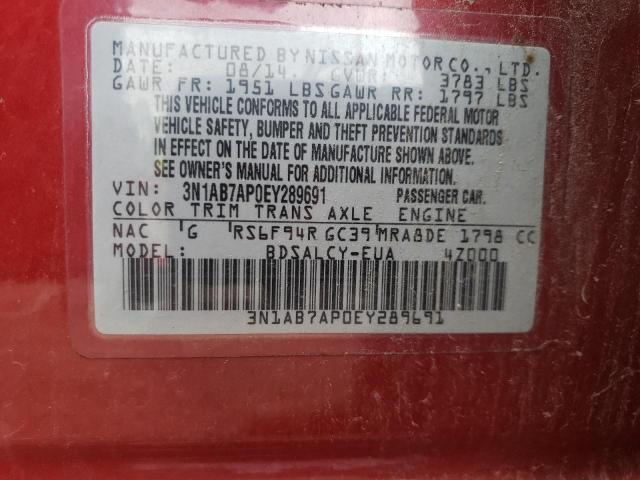 MANUFACTURED BY NISSAN MOTOR CO., LTD.
DATE: 08/14 GVWR: 3783 LBS
GAWR FR: 1951 LBS GAWR RR: 1797 LBS
THIS VEHICLE CONFORMS TO ALL APPLICABLE FEDERAL MOTOR
VEHICLE SAFETY, BUMPER AND THEFT PREVENTION STANDARDS
IN EFFECT ON THE DATE OF MANUFACTURE SHOWN ABOVE.
SEE OWNER'S MANUAL FOR ADDITIONAL INFORMATION.
VIN: 3N1AB7AP0EY289691 PASSENGER CAR.
COLOR TRIM TRANS AXLE ENGINE
NAC G RS6F94R GC39 MRA8DE 1798 CC
MODEL: BDSALCY-EUA 4Z000
3N1AB7AP0EY289691